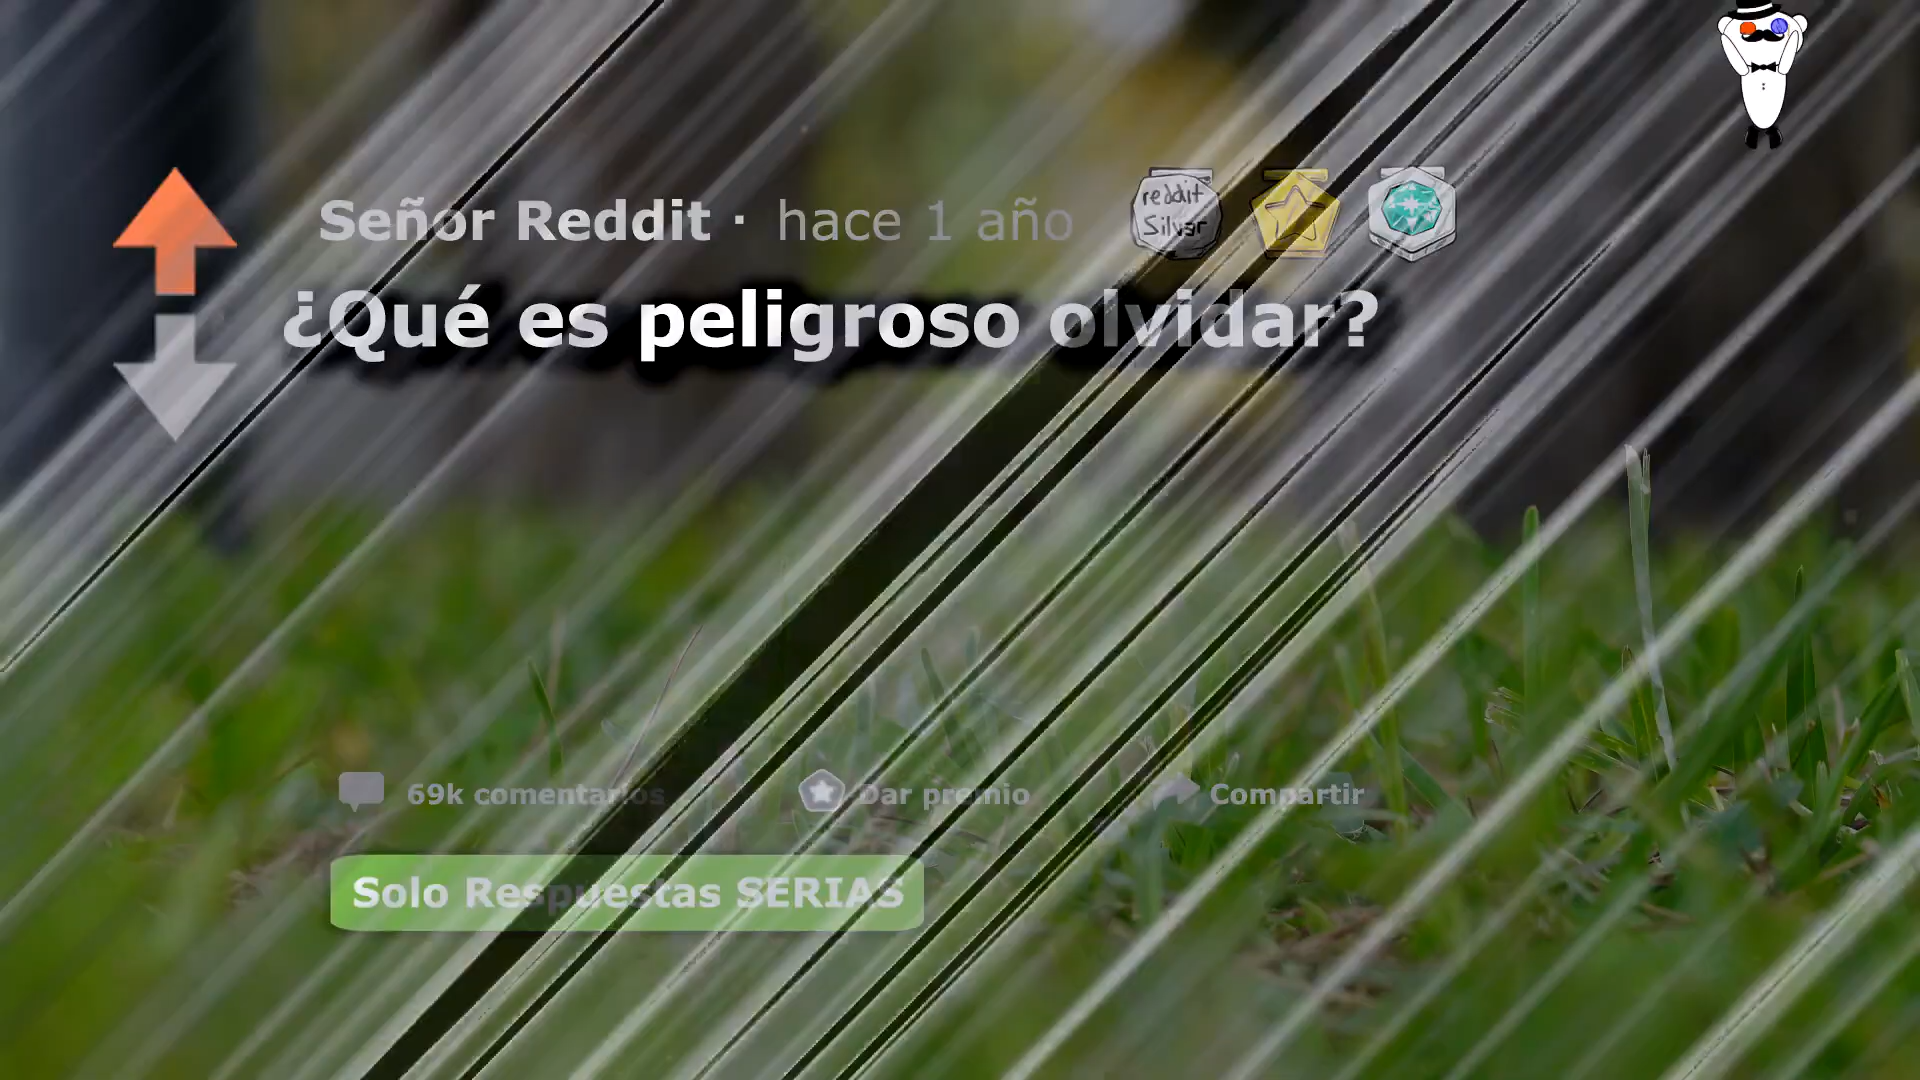 Señor Reddit · hace 1 año
reddit
Silver
¿Qué es peligroso olvidar?
69k comentarios
Dar premio
Compartir
Solo Respuestas SERIAS